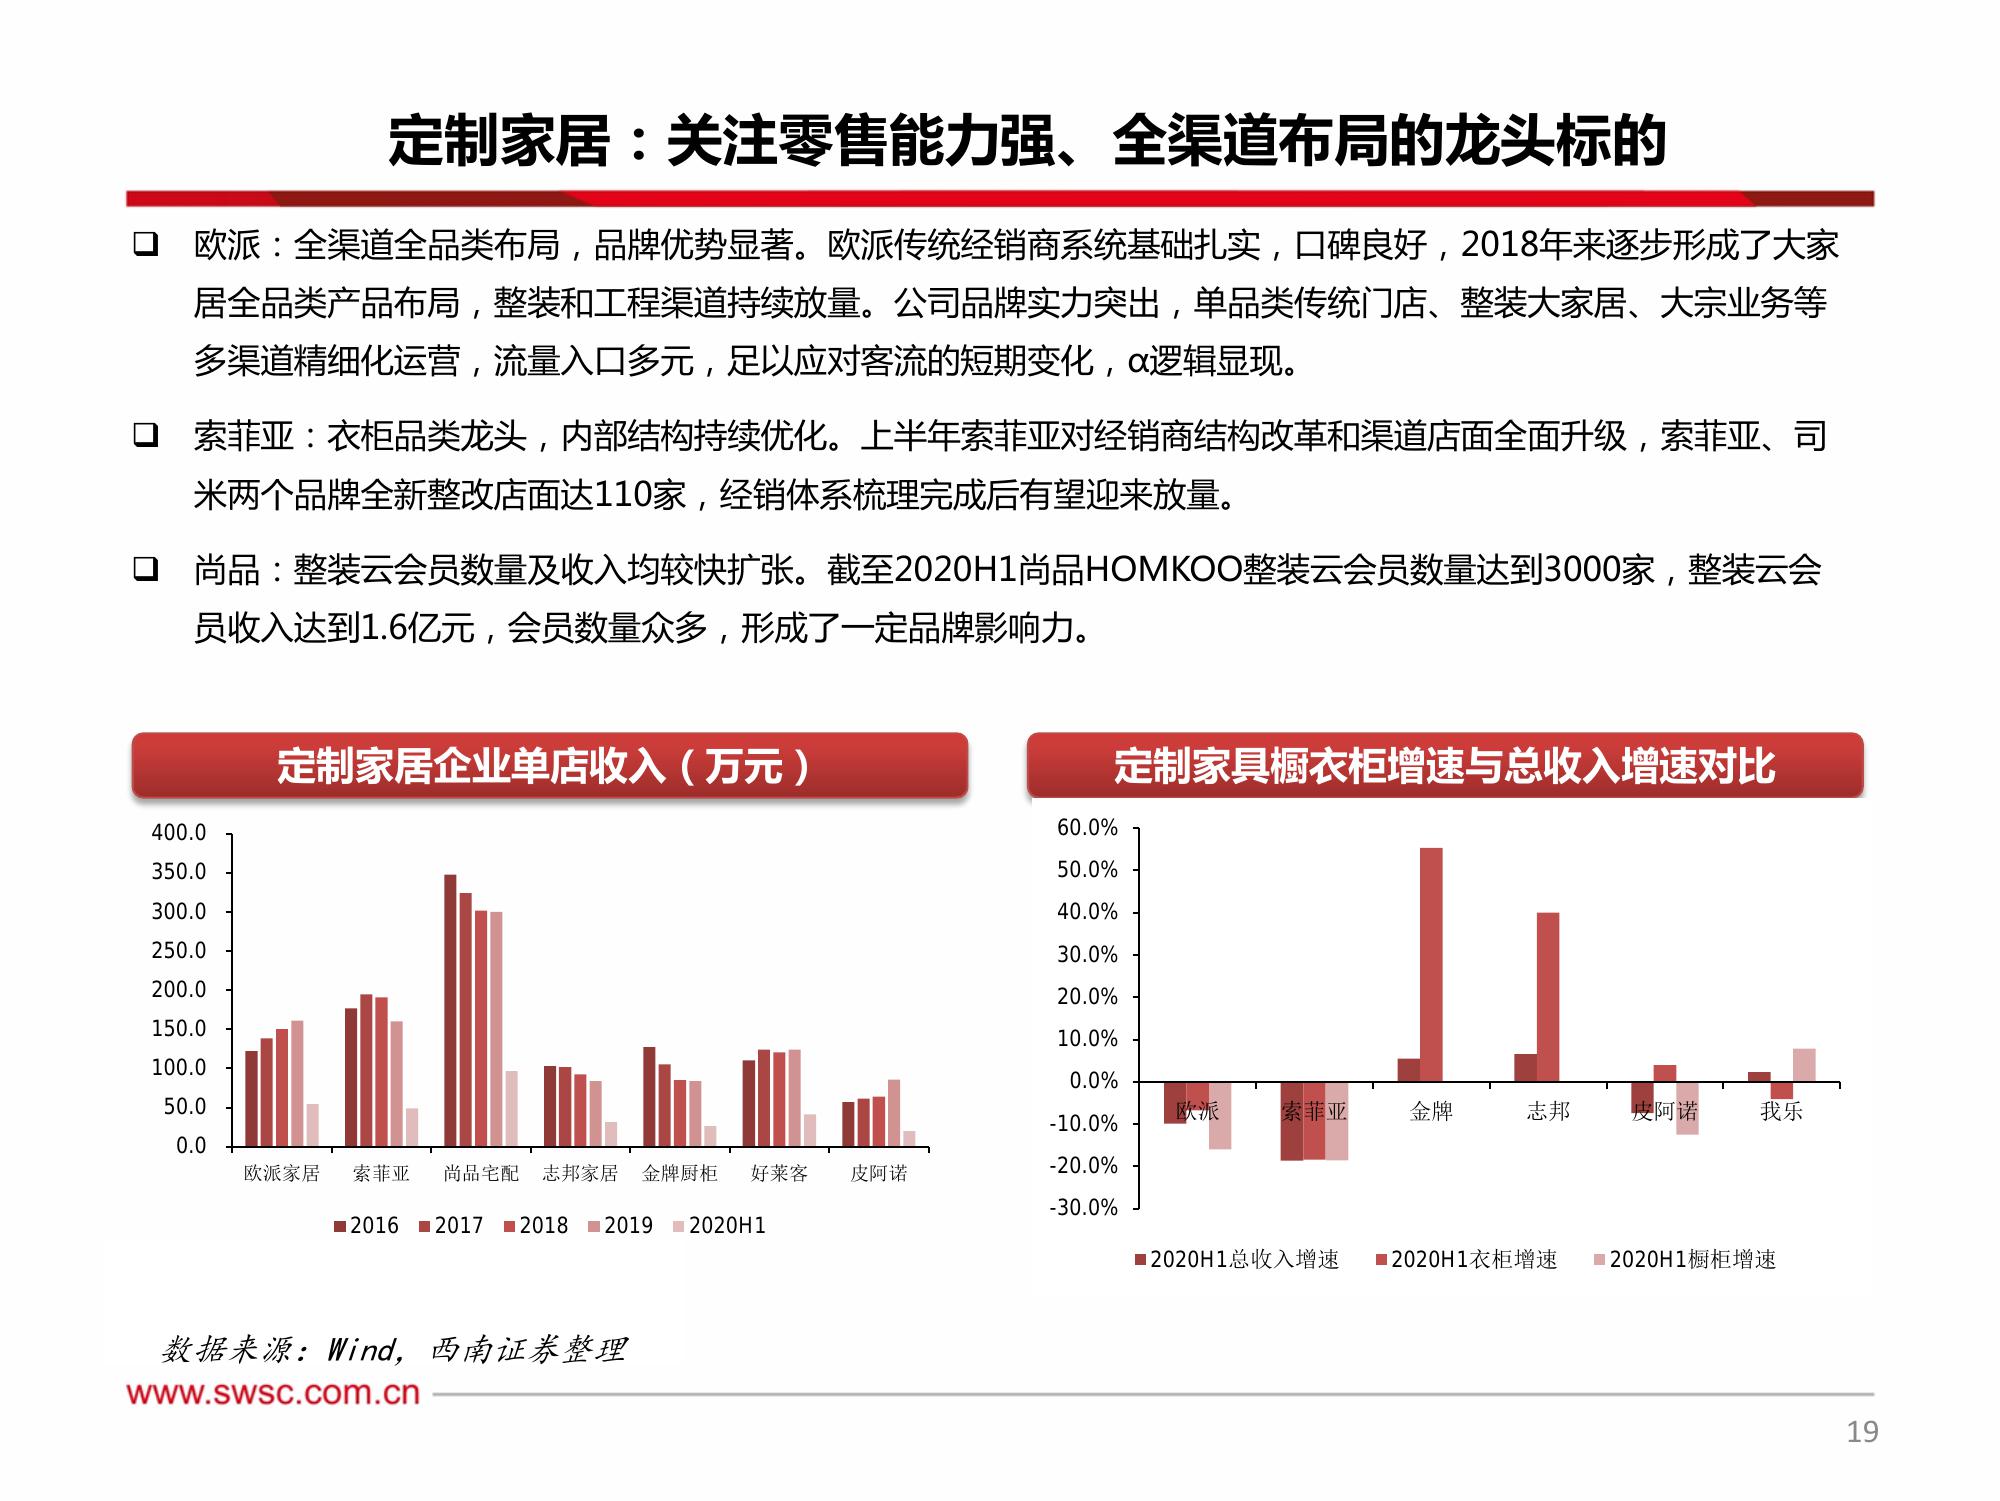 定制家居：关注零售能力强、全渠道布局的龙头标的
❑ 欧派：全渠道全品类布局，品牌优势显著。欧派传统经销商系统基础扎实，口碑良好，2018年来逐步形成了大家
居全品类产品布局，整装和工程渠道持续放量。公司品牌实力突出，单品类传统门店、整装大家居、大宗业务等
多渠道精细化运营，流量入口多元，足以应对客流的短期变化，α逻辑显现。
❑ 索菲亚：衣柜品类龙头，内部结构持续优化。上半年索菲亚对经销商结构改革和渠道店面全面升级，索菲亚、司
米两个品牌全新整改店面达110家，经销体系梳理完成后有望迎来放量。
❑ 尚品：整装云会员数量及收入均较快扩张。截至2020H1尚品HOMKOO整装云会员数量达到3000家，整装云会
员收入达到1.6亿元，会员数量众多，形成了一定品牌影响力。
定制家居企业单店收入（万元）
400.0
350.0
300.0
250.0
200.0
150.0
100.0
50.0
0.0
欧派家居 索菲亚 尚品宅配 志邦家居 金牌厨柜 好莱客 皮阿诺
2016 2017 2018 2019 2020H1
定制家具橱衣柜增速与总收入增速对比
60.0%
50.0%
40.0%
30.0%
20.0%
10.0%
0.0%
-10.0%
-20.0%
-30.0%
欧派 索菲亚 金牌 志邦 皮阿诺 我乐
2020H1总收入增速 2020H1衣柜增速 2020H1橱柜增速
数据来源：Wind，西南证券整理
www.swsc.com.cn
19